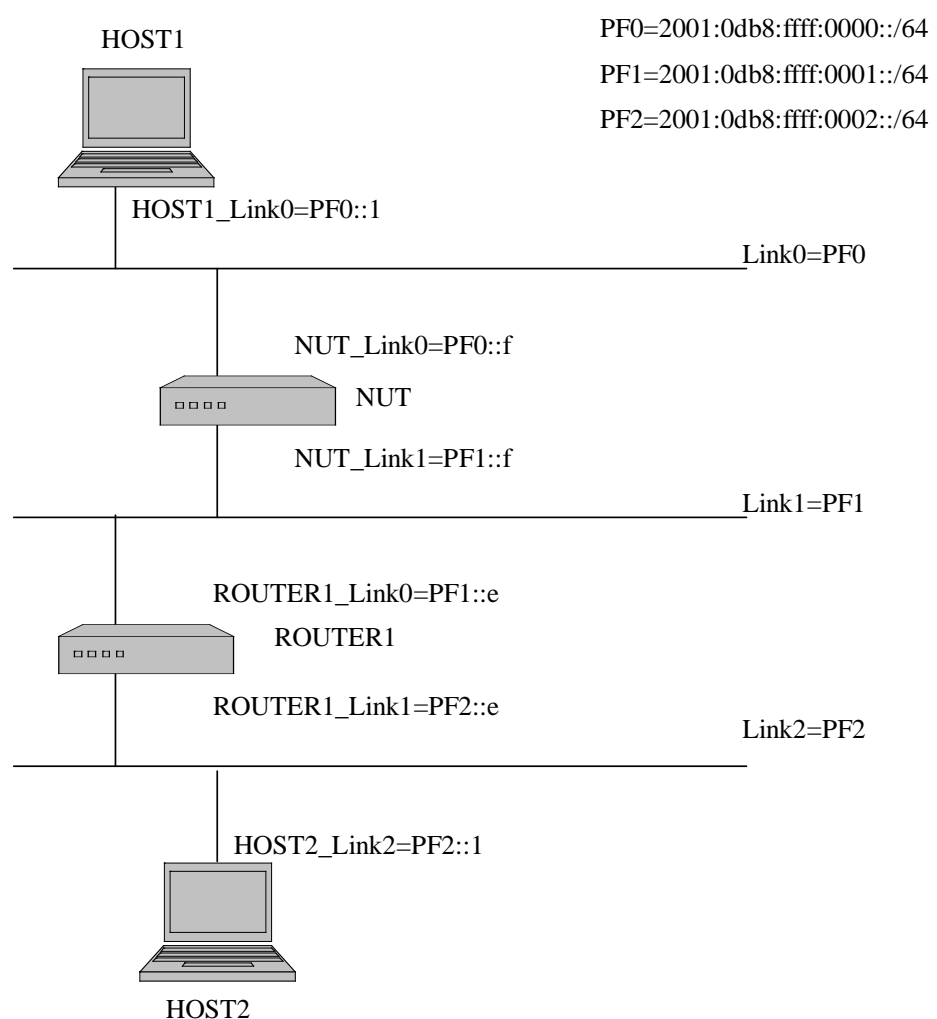 HOST1
PF0=2001:0db8:ffff:0000::/64
PF1=2001:0db8:ffff:0001::/64
PF2=2001:0db8:ffff:0002::/64
HOST1_Link0=PF0::1
Link0=PF0
NUT_Link0=PF0::f
NUT
NUT_Link1=PF1::f
Link1=PF1
ROUTER1_Link0=PF1::e
ROUTER1
ROUTER1_Link1=PF2::e
Link2=PF2
HOST2_Link2=PF2::1
HOST2